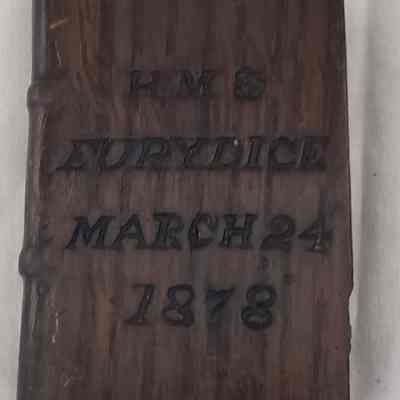 H M S
EURYDICE
MARCH 24
1878